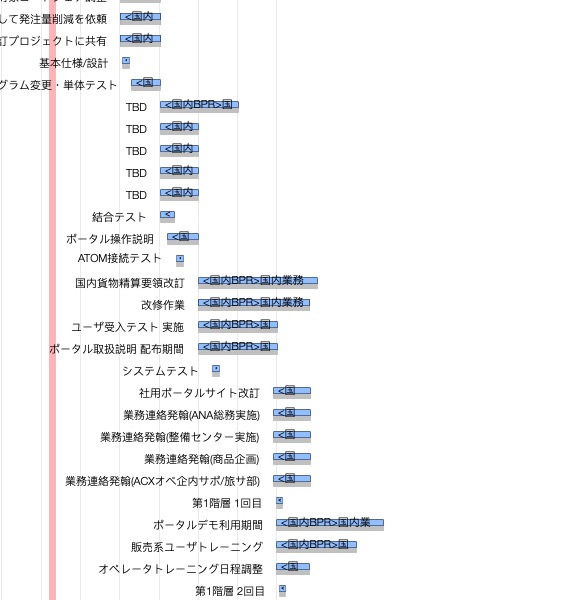 して発注量削減を依頼 <国内
訂プロジェクトに共有 <国内
基本仕様/設計
グラム変更・単体テスト <国
TBD <国内BPR>国
TBD <国内
TBD <国内
TBD <国内
TBD <国内
結合テスト <
ポータル操作説明 <国
ATOM接続テスト
国内貨物精算要領改訂 <国内BPR>国内業務
改修作業 <国内BPR>国内業務
ユーザ受入テスト 実施 <国内BPR>国
ポータル取扱説明 配布期間 <国内BPR>国
システムテスト
社用ポータルサイト改訂 <国
業務連絡発翰(ANA総務実施) <国
業務連絡発翰(整備センター実施) <国
業務連絡発翰(商品企画) <国
業務連絡発翰(ACXオペ企内サポ/旅サ部) <国
第1階層 1回目
ポータルデモ利用期間 <国内BPR>国内業
販売系ユーザトレーニング <国内BPR>国
オペレータトレーニング日程調整 <国
第1階層 2回目